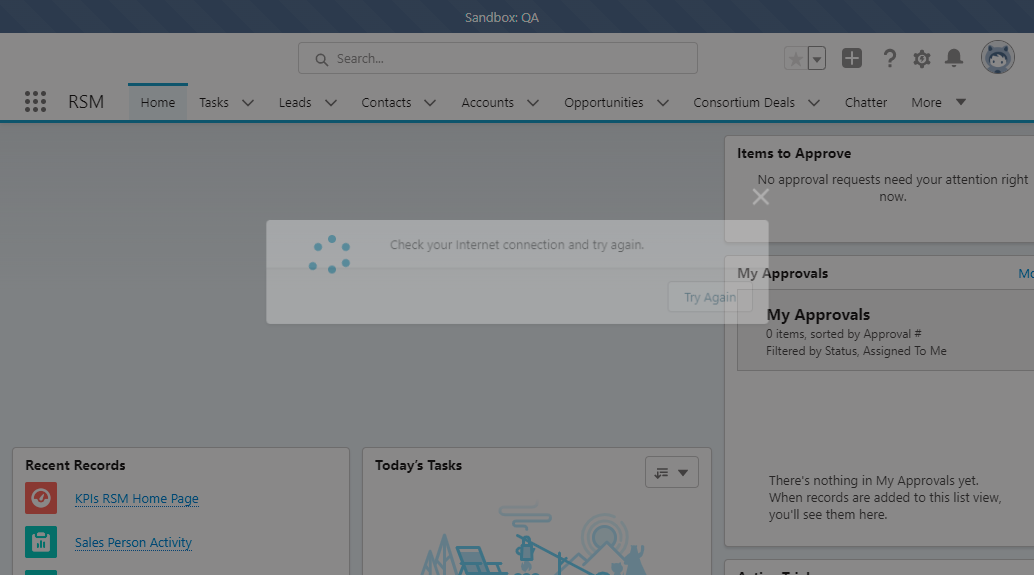 Sandbox: QA
Search...
RSM
Home
Tasks
Leads
Contacts
Accounts
Opportunities
Consortium Deals
Chatter
More
Items to Approve
No approval requests need your attention right
now.
Check your Internet connection and try again.
Try Again
My Approvals
My Approvals
0 items, sorted by Approval #
Filtered by Status, Assigned To Me
There's nothing in My Approvals yet.
When records are added to this list view,
you'll see them here.
Recent Records
KPIs RSM Home Page
Sales Person Activity
Today's Tasks